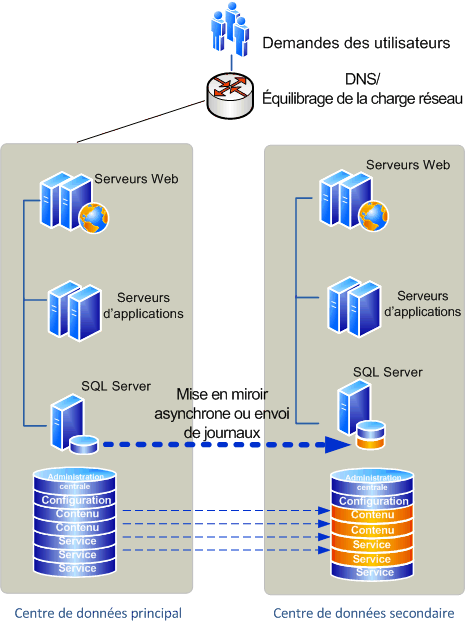 Demandes des utilisateurs
DNS/
Équilibrage de la charge réseau
Serveurs Web
Serveurs
d'applications
SQL Server
Mise en miroir
asynchrone ou envoi
de journaux
Serveurs Web
Serveurs
d'applications
SQL Server
Administration
centrale
Configuration
Contenu
Contenu
Service
Service
Service
Administration
centrale
Configuration
Contenu
Contenu
Service
Service
Service
Centre de données principal
Centre de données secondaire